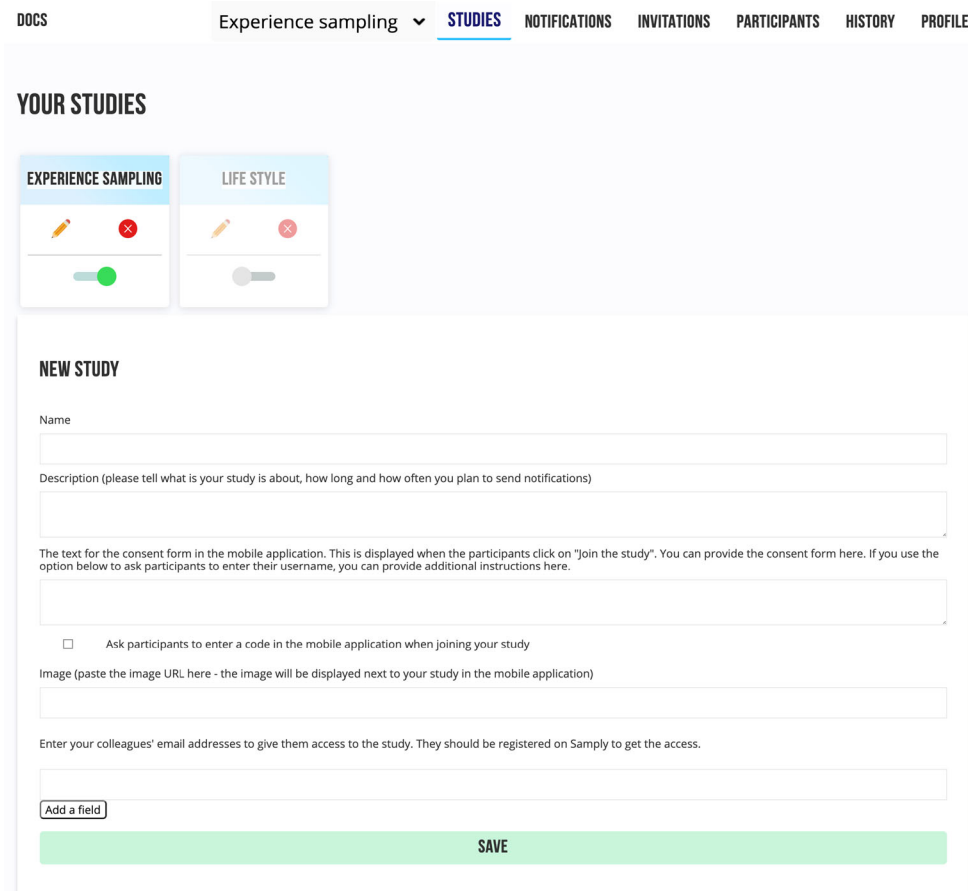 DOCS Experience sampling STUDIES NOTIFICATIONS INVITATIONS PARTICIPANTS HISTORY PROFILE
YOUR STUDIES
EXPERIENCE SAMPLING LIFE STYLE
NEW STUDY
Name
Description (please tell what is your study is about, how long and how often you plan to send notifications)
The text for the consent form in the mobile application. This is displayed when the participants click on "Join the study". You can provide the consent form here. If you use the
option below to ask participants to enter their username, you can provide additional instructions here.
Ask participants to enter a code in the mobile application when joining your study
Image (paste the image URL here - the image will be displayed next to your study in the mobile application)
Enter your colleagues' email addresses to give them access to the study. They should be registered on Samply to get the access.
Add a field
SAVE